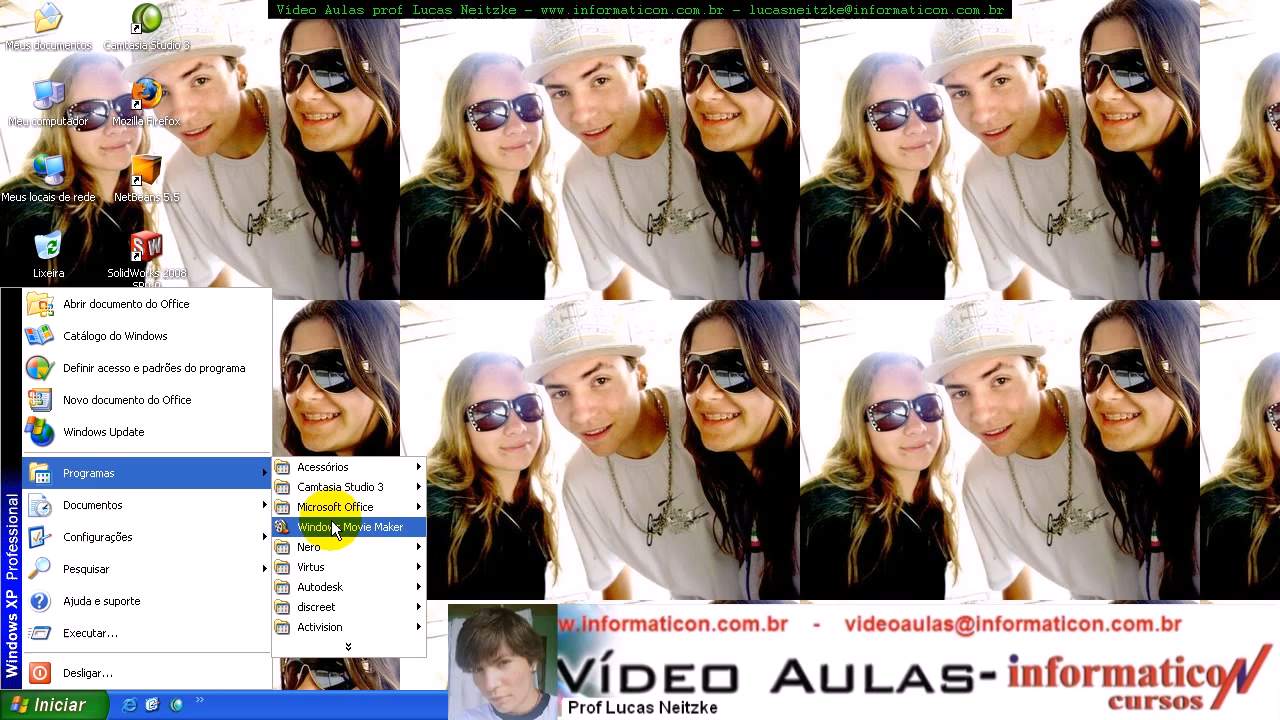 Vídeo Aulas prof Lucas Neitzke - www.informaticon.com.br - lucasneitzke@informaticon.com.br
Meus documentos
Camtasia Studio 3
Meu computador
Mozilla Firefox
Meus locais de rede
NetBeans 5.5
Lixeira
SolidWorks 2008
Abrir documento do Office
Catálogo do Windows
Definir acesso e padrões do programa
Novo documento do Office
Windows Update
Programas
Documentos
Configurações
Pesquisar
Ajuda e suporte
Executar...
Desligar...
Windows XP Professional
Acessórios
Camtasia Studio 3
Microsoft Office
Windows Movie Maker
Nero
Virtus
Autodesk
discreet
Activision
Iniciar
w.informaticon.com.br - videoaulas@informaticon.com.br
Vídeo Aulas- informaticon
cursos
Prof Lucas Neitzke